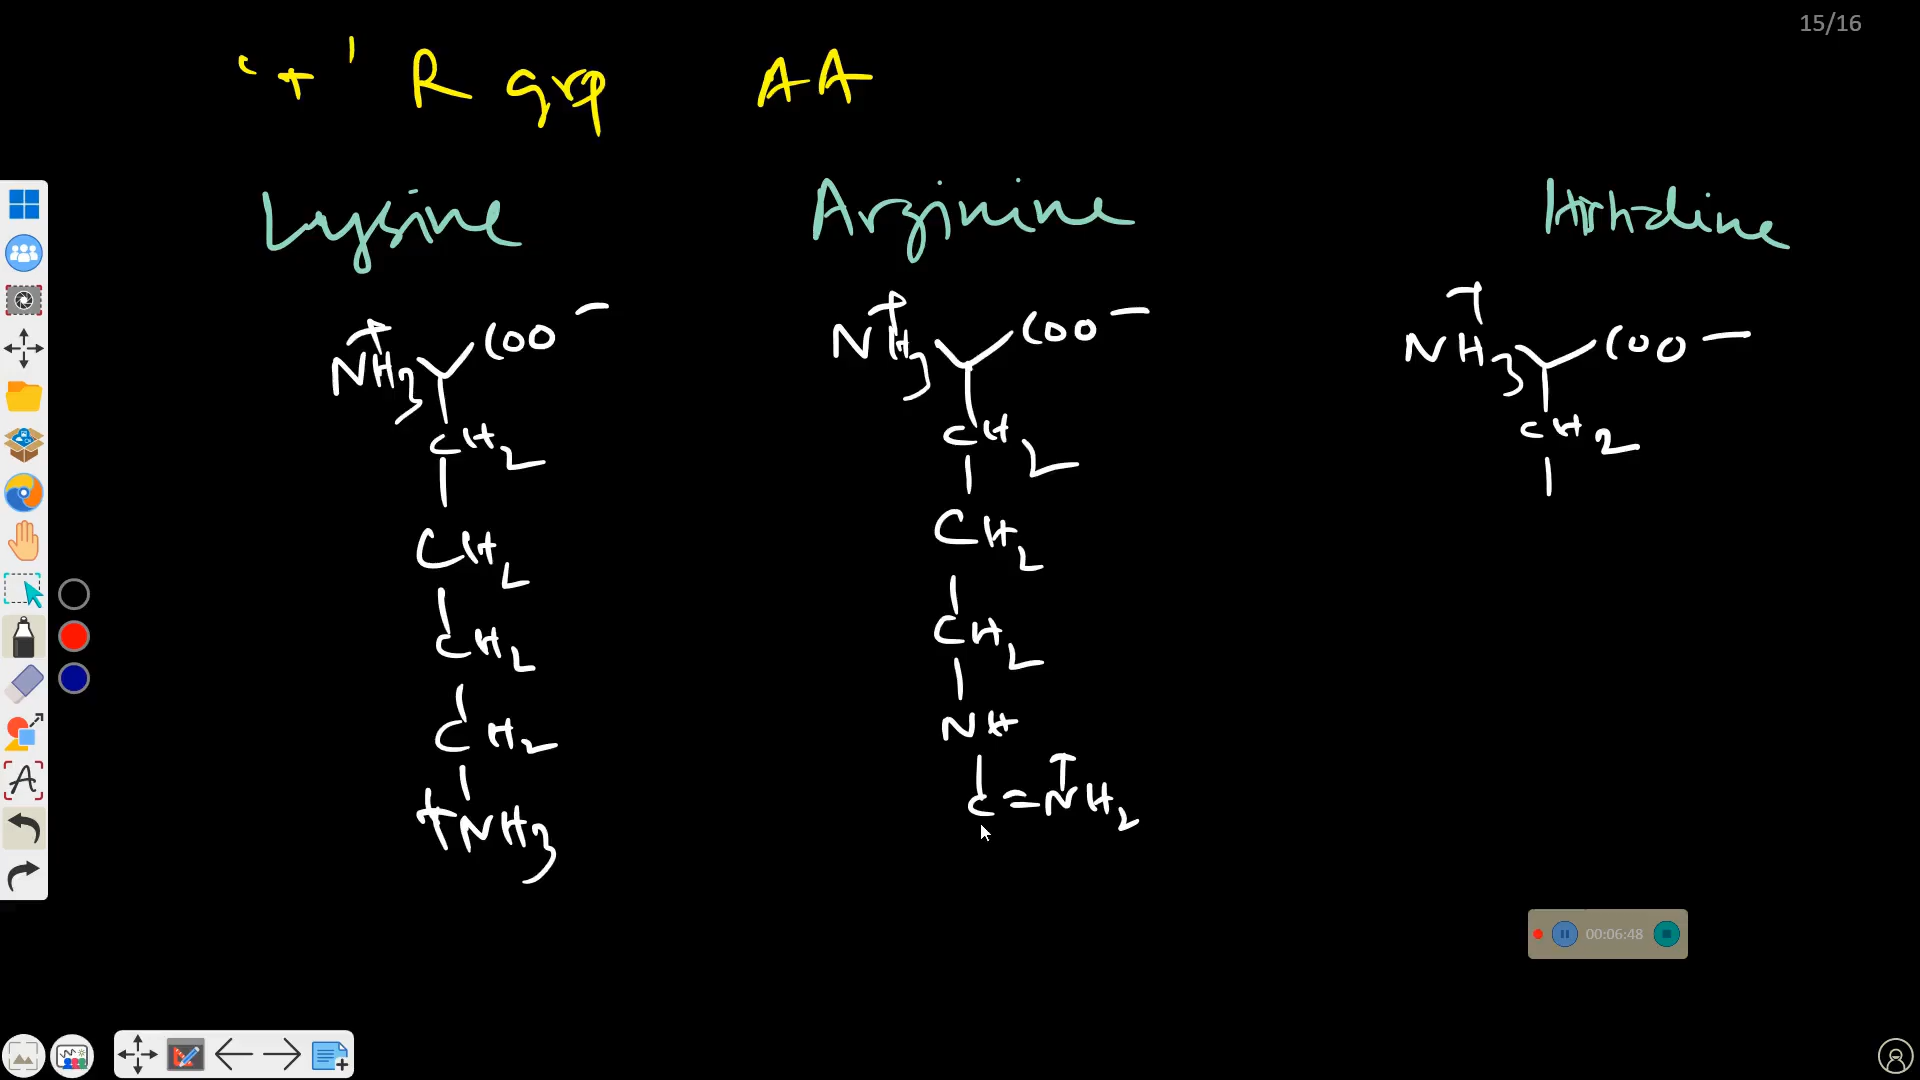 15/16
'+' R grp AA
Lysine Arginine Histidine
NH3+ COO-
CH2
CH2
CH2
CH2
+NH3
NH3+ COO-
CH2
CH2
CH2
NH
C=NH2+
NH3+ COO-
CH2
00:06:48